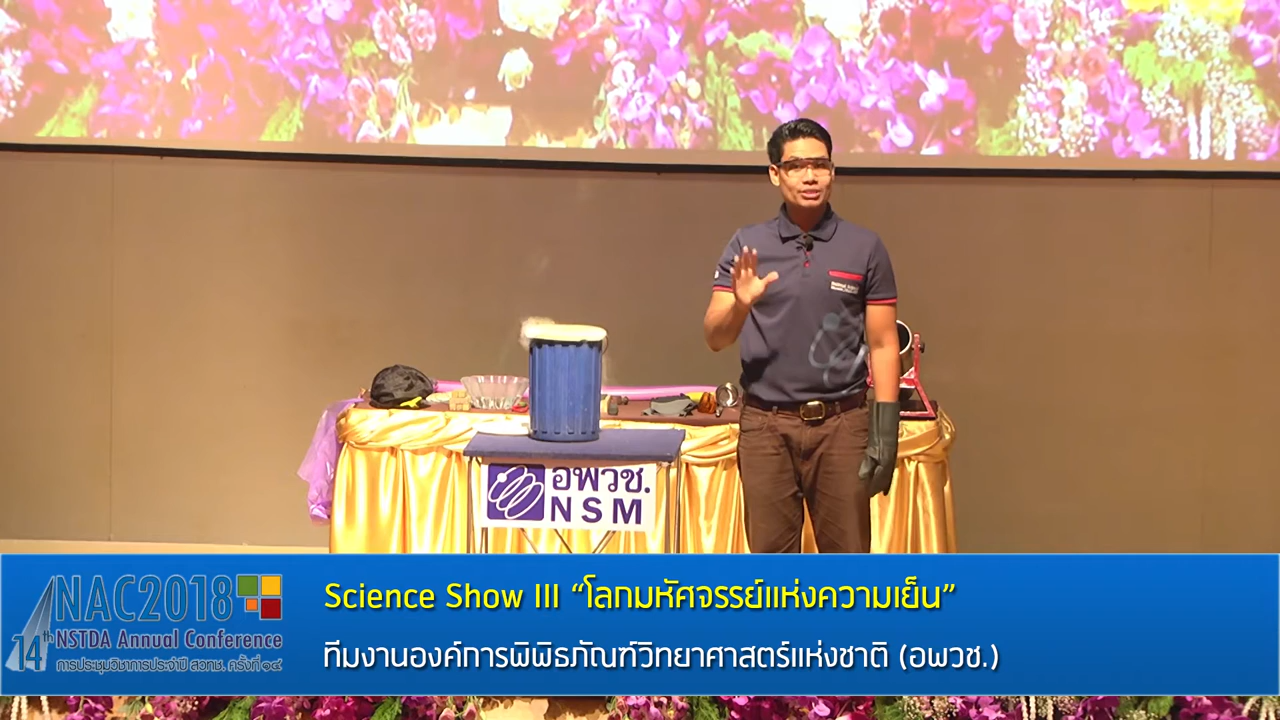 อพวช.
NSM
NAC2018
14th NSTDA Annual Conference
การประชุมวิชาการประจำปี สวทช. ครั้งที่ ๑๔
Science Show III “โลกมหัศจรรย์แห่งความเย็น”
ทีมงานองค์การพิพิธภัณฑ์วิทยาศาสตร์แห่งชาติ (อพวช.)